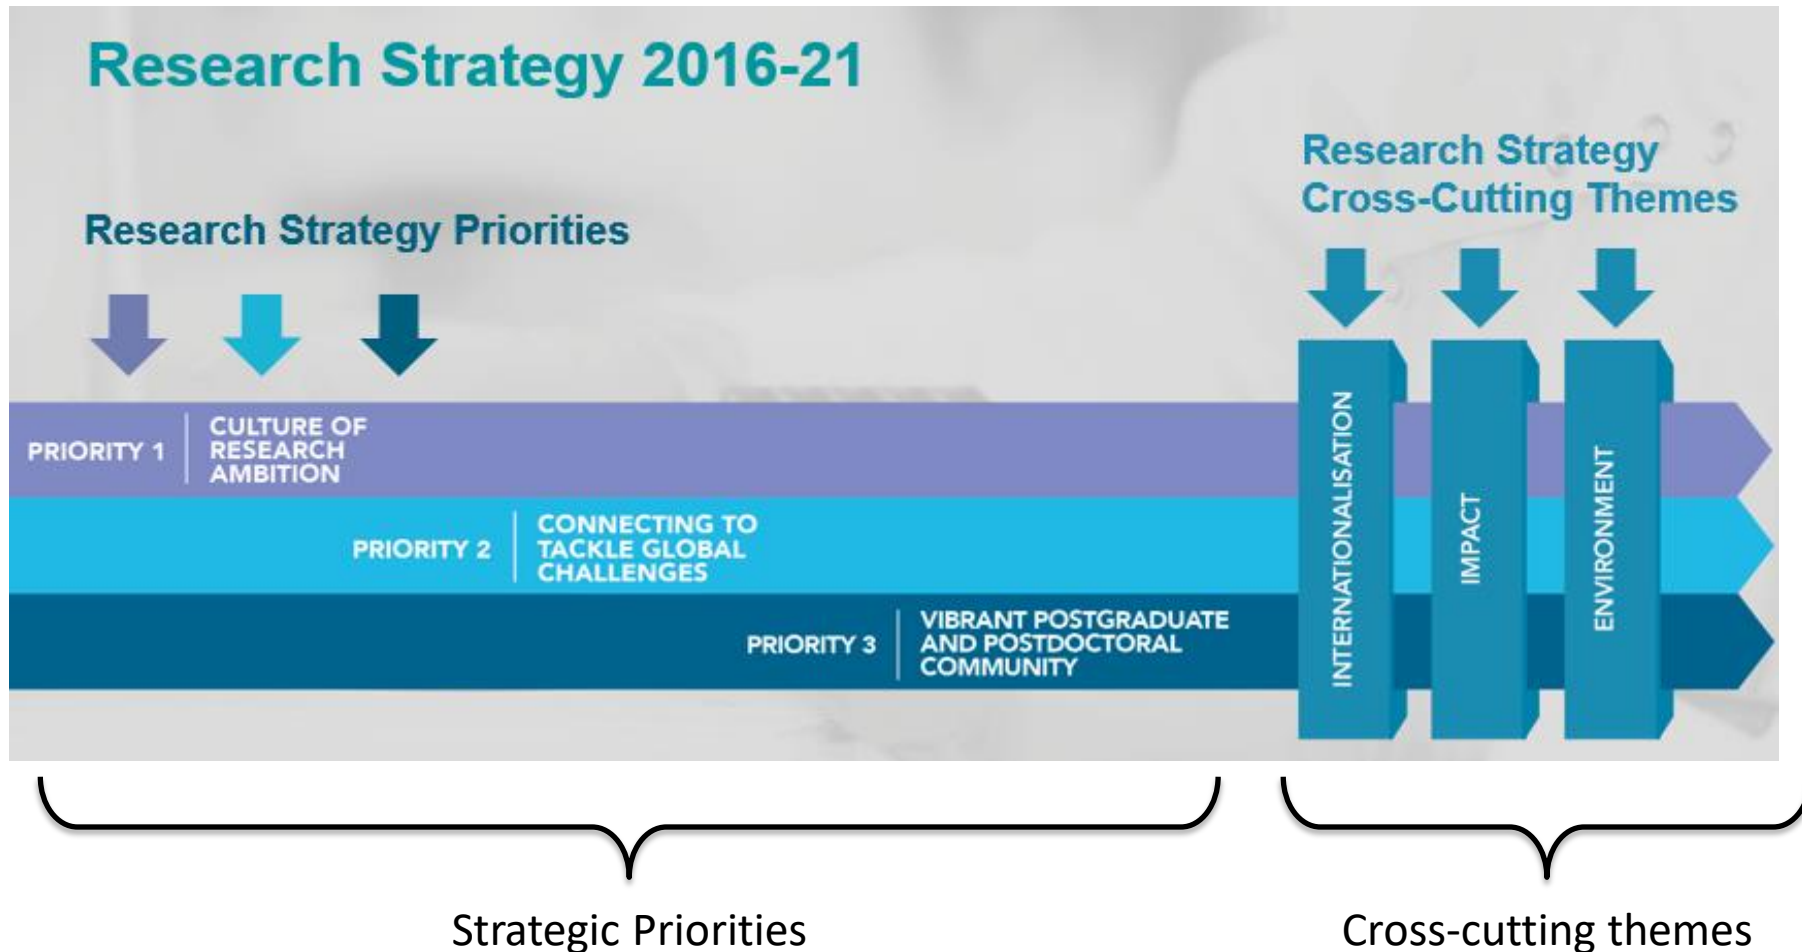 Research Strategy 2016-21
Research Strategy
Cross-Cutting Themes
Research Strategy Priorities
PRIORITY 1
CULTURE OF
RESEARCH
AMBITION
PRIORITY 2
CONNECTING TO
TACKLE GLOBAL
CHALLENGES
PRIORITY 3
VIBRANT POSTGRADUATE
AND POSTDOCTORAL
COMMUNITY
INTERNATIONALISATION
IMPACT
ENVIRONMENT
Strategic Priorities
Cross-cutting themes